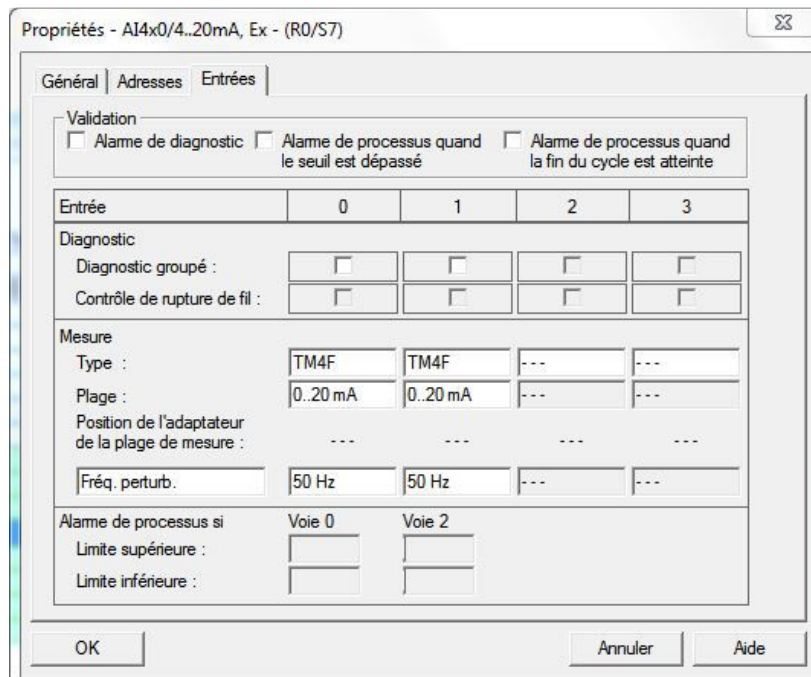 Propriétés - AI4x0/4..20mA, Ex - (R0/S7)
Général Adresses Entrées
Validation
Alarme de diagnostic Alarme de processus quand le seuil est dépassé Alarme de processus quand la fin du cycle est atteinte
Entrée 0 1 2 3
Diagnostic
Diagnostic groupé :
Contrôle de rupture de fil :
Mesure
Type : TM4F TM4F --- ---
Plage : 0..20 mA 0..20 mA --- ---
Position de l'adaptateur
de la plage de mesure : --- --- --- ---
Fréq. perturb. 50 Hz 50 Hz --- ---
Alarme de processus si Voie 0 Voie 2
Limite supérieure :
Limite inférieure :
OK Annuler Aide